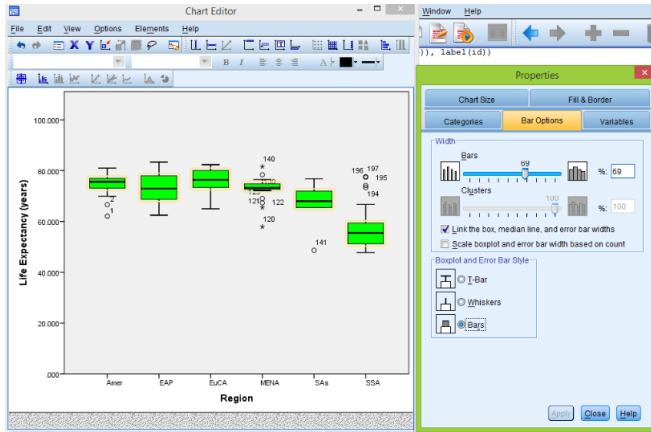 Chart Editor
File Edit View Options Elements Help
X Y
B I
A
Life Expectancy (years)
100.000
80.000
60.000
40.000
20.000
.000
140
122
120
2
1
141
196 197
195
194
Amer EAP EuCA MENA SAs SSA
Region
Window Help
)), label(id))
Properties
Chart Size Fill & Border
Categories Bar Options Variables
Width
Bars
69
%: 69
Clusters
100
%: 100
Link the box, median line, and error bar widths
Scale boxplot and error bar width based on count
Boxplot and Error Bar Style
T-Bar
Whiskers
Bars
Apply Close Help